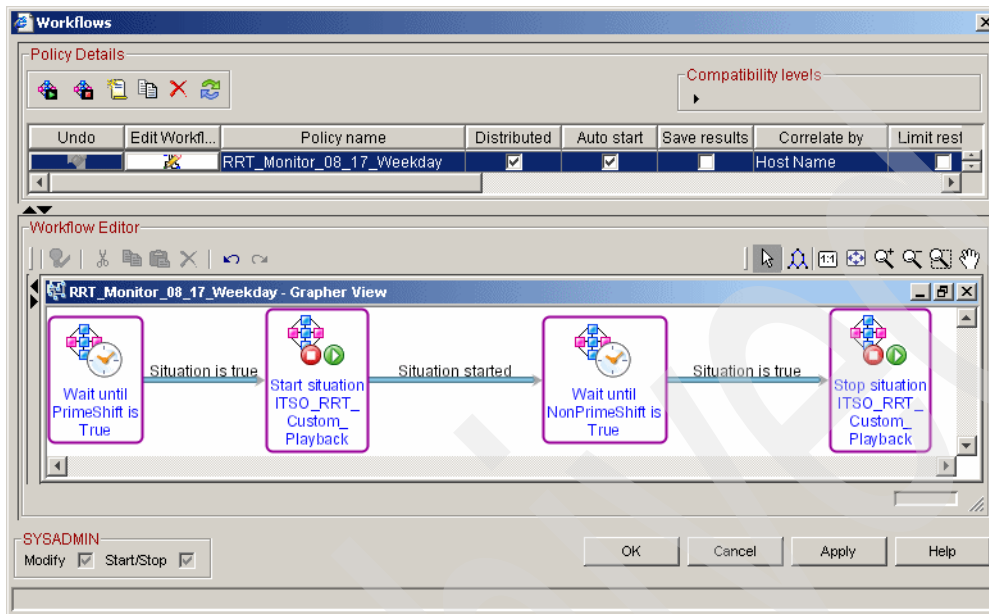 Workflows
Policy Details
Compatibility levels
Undo Edit Workfl... Policy name Distributed Auto start Save results Correlate by Limit rest
RRT_Monitor_08_17_Weekday Host Name
Workflow Editor
1:1
RRT_Monitor_08_17_Weekday - Grapher View
Wait until
PrimeShift is
True
Situation is true
Start situation
ITSO_RRT_
Custom_
Playback
Situation started
Wait until
NonPrimeShift is
True
Situation is true
Stop situation
ITSO_RRT_
Custom_
Playback
SYSADMIN
Modify Start/Stop
OK Cancel Apply Help